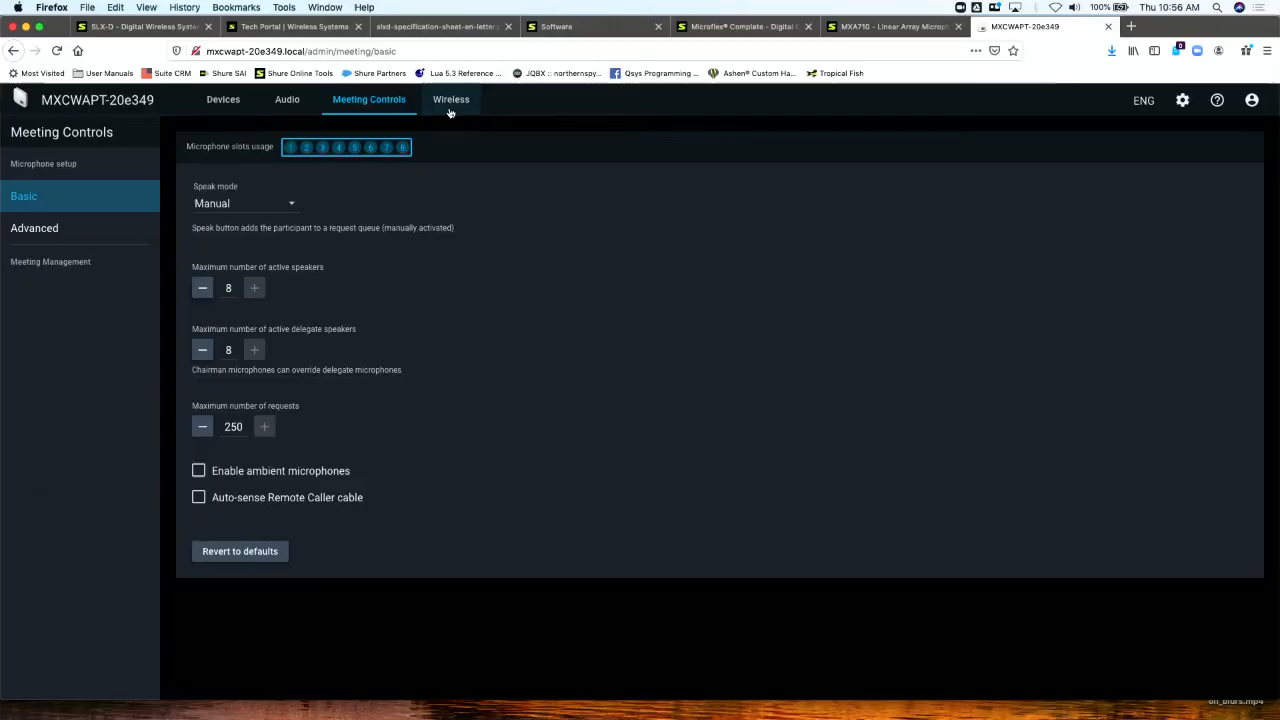 Firefox File Edit View History Bookmarks Tools Window Help 100% Thu 10:56 AM
SLX-D - Digital Wireless System Tech Portal | Wireless Systems slxd-specification-sheet-en-letter. Software Microflex® Complete - Digital C MXA710 - Linear Array Microph MXCWAPT-20e349
mxcwapt-20e349.local/admin/meeting/basic
Most Visited User Manuals Suite CRM Shure SAI Shure Online Tools Shure Partners Lua 5.3 Reference ... JQBX :: northernspy... Qsys Programming ... Ashen® Custom Ha... Tropical Fish
MXCWAPT-20e349 Devices Audio Meeting Controls Wireless ENG
Meeting Controls
Microphone slots usage 1 2 3 4 5 6 7 8
Microphone setup
Basic
Advanced
Meeting Management
Speak mode
Manual
Speak button adds the participant to a request queue (manually activated)
Maximum number of active speakers
8
Maximum number of active delegate speakers
8
Chairman microphones can override delegate microphones
Maximum number of requests
250
Enable ambient microphones
Auto-sense Remote Caller cable
Revert to defaults